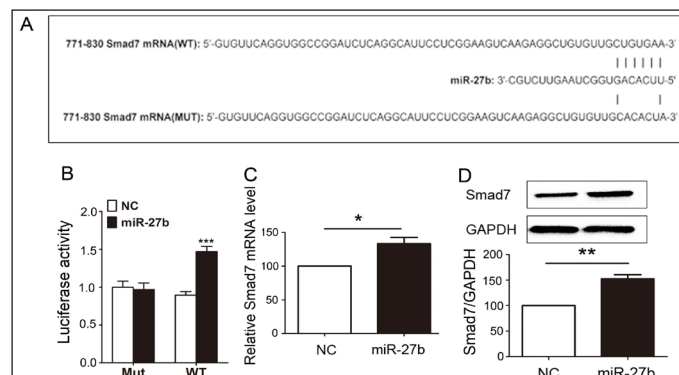 A
771-830 Smad7 mRNA(WT): 5'-GUGUUCAGGUGGCCGGAUCUCAGGCAUUCCUCGGAAGUCAAGAGGCUGUGUUGCUGUGAA-3'
miR-27b: 3'-CGUCUUGAAUCGGUGACACUU-5'
771-830 Smad7 mRNA(MUT): 5'-GUGUUCAGGUGGCCGGAUCUCAGGCAUUCCUCGGAAGUCAAGAGGCUGUGUUGCACACUA-3'
B
NC
miR-27b
Luciferase activity
2.0
1.5
1.0
0.5
0.0
***
Mut
WT
C
Relative Smad7 mRNA level
150
100
50
0
*
NC
miR-27b
D
Smad7
GAPDH
Smad7/GAPDH
200
150
100
50
0
**
NC
miR-27b